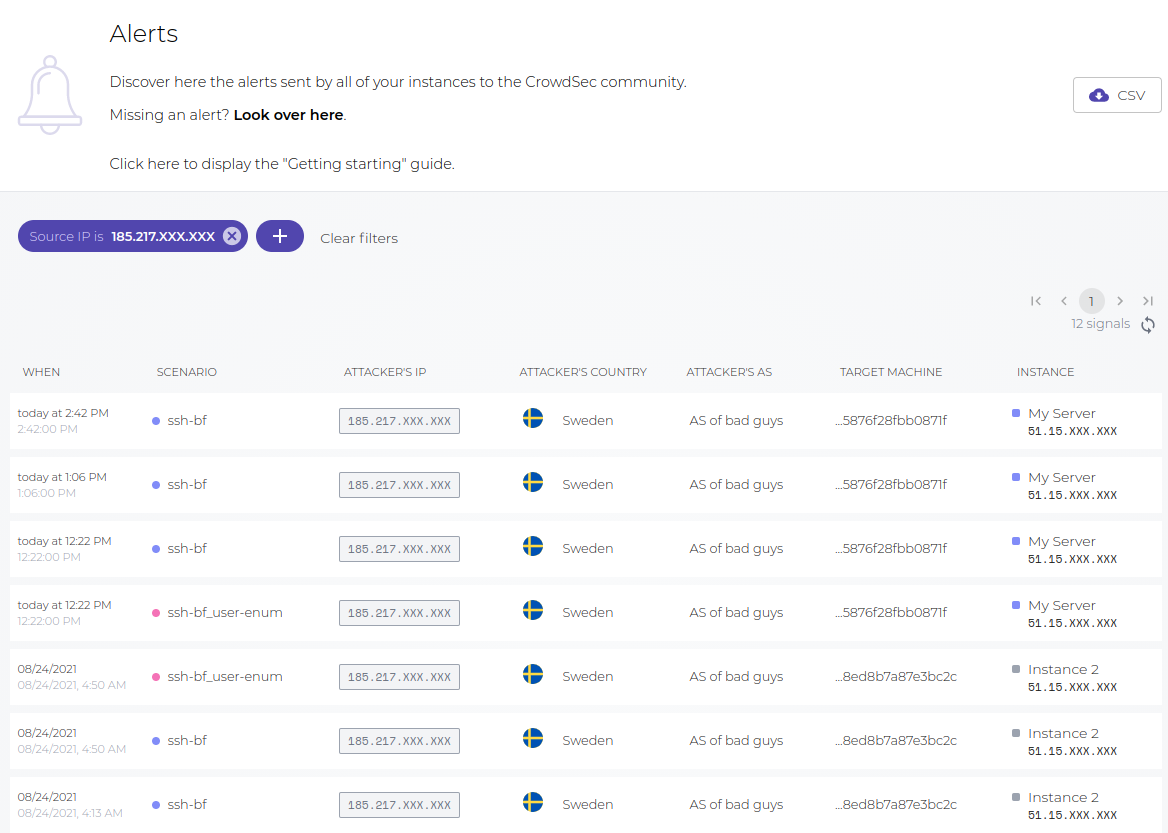 Alerts
Discover here the alerts sent by all of your instances to the CrowdSec community.
CSV
Missing an alert? Look over here.
Click here to display the "Getting starting" guide.
Source IP is 185.217.XXX.XXX
Clear filters
1
12 signals
WHEN SCENARIO ATTACKER'S IP ATTACKER'S COUNTRY ATTACKER'S AS TARGET MACHINE INSTANCE
today at 2:42 PM
2:42:00 PM
ssh-bf 185.217.XXX.XXX Sweden AS of bad guys ...5876f28fbb0871f
My Server
51.15.XXX.XXX
today at 1:06 PM
1:06:00 PM
ssh-bf 185.217.XXX.XXX Sweden AS of bad guys ...5876f28fbb0871f
My Server
51.15.XXX.XXX
today at 12:22 PM
12:22:00 PM
ssh-bf 185.217.XXX.XXX Sweden AS of bad guys ...5876f28fbb0871f
My Server
51.15.XXX.XXX
today at 12:22 PM
12:22:00 PM
ssh-bf_user-enum 185.217.XXX.XXX Sweden AS of bad guys ...5876f28fbb0871f
My Server
51.15.XXX.XXX
08/24/2021
08/24/2021, 4:50 AM
ssh-bf_user-enum 185.217.XXX.XXX Sweden AS of bad guys ...8ed8b7a87e3bc2c
Instance 2
51.15.XXX.XXX
08/24/2021
08/24/2021, 4:50 AM
ssh-bf 185.217.XXX.XXX Sweden AS of bad guys ...8ed8b7a87e3bc2c
Instance 2
51.15.XXX.XXX
08/24/2021
08/24/2021, 4:13 AM
ssh-bf 185.217.XXX.XXX Sweden AS of bad guys ...8ed8b7a87e3bc2c
Instance 2
51.15.XXX.XXX